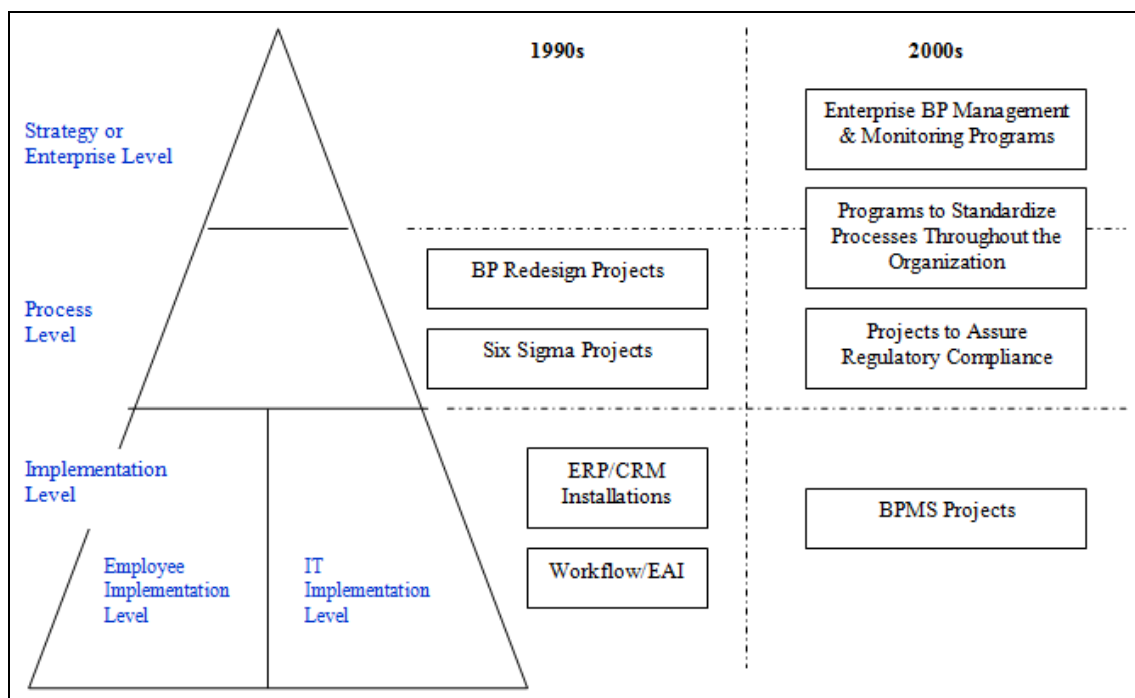 1990s
2000s
Strategy or
Enterprise Level
Enterprise BP Management
& Monitoring Programs
Programs to Standardize
Processes Throughout the
Organization
Process
Level
BP Redesign Projects
Six Sigma Projects
Projects to Assure
Regulatory Compliance
Implementation
Level
ERP/CRM
Installations
BPMS Projects
Employee
Implementation
Level
IT
Implementation
Level
Workflow/EAI